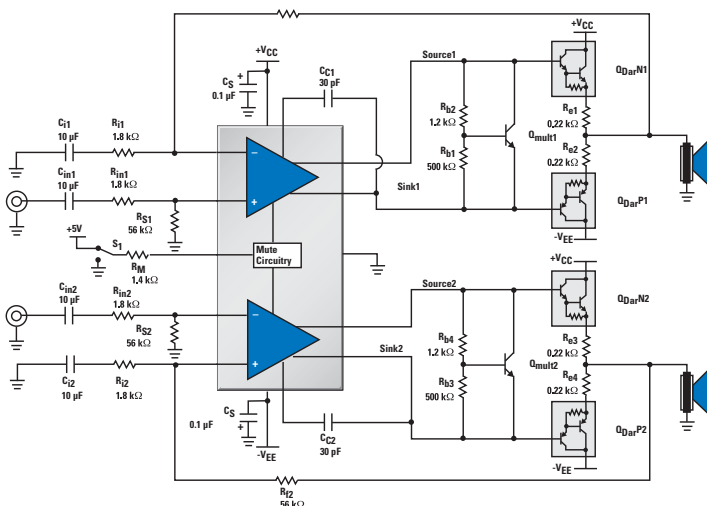 +VCC
+VCC
Source1
QDarN1
CS
+
0.1 µF
CC1
30 pF
Re1
0.22 kΩ
Rb2
1.2 kΩ
Ci1
10 µF
Ri1
1.8 kΩ
Qmult1
Re2
0.22 kΩ
Rb1
500 kΩ
−
Cin1
10 µF
Rin1
1.8 kΩ
Sink1
+
RS1
56 kΩ
QDarP1
+5V
S1
-VEE
Mute
Circuitry
RM
1.4 kΩ
+VCC
Source2
Cin2
10 µF
Rin2
1.8 kΩ
QDarN2
−
RS2
56 kΩ
Rb4
1.2 kΩ
Re3
0.22 kΩ
Sink2
Qmult2
+
Ci2
10 µF
Ri2
1.8 kΩ
Rb3
500 kΩ
Re4
0.22 kΩ
CS
0.1 µF
+
CC2
30 pF
QDarP2
-VEE
-VEE
Rf2
56 kΩ